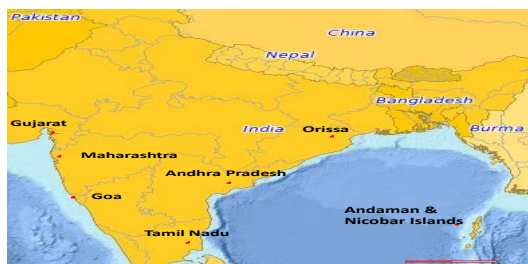 Pakistan
China
Nepal
Bangladesh
Gujarat
India
Orissa
Burma
Maharashtra
Andhra Pradesh
Goa
Andaman &
Nicobar Islands
Tamil Nadu